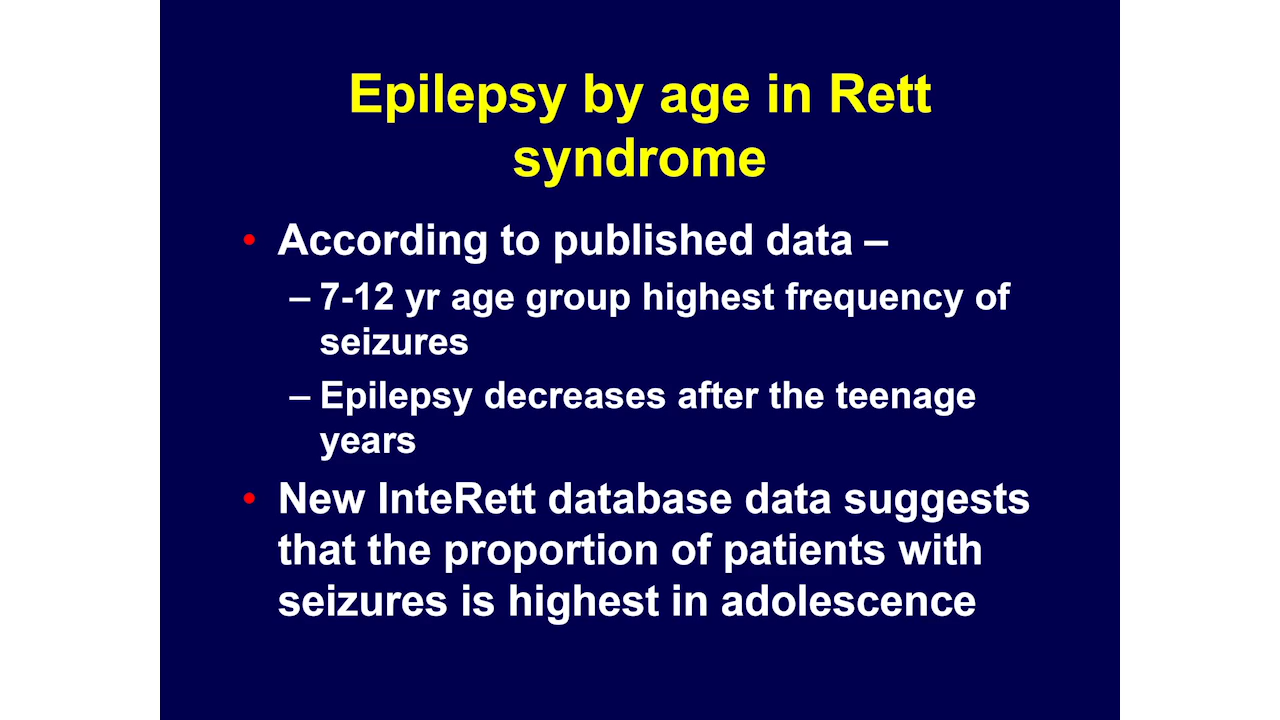 Epilepsy by age in Rett
syndrome
• According to published data –
– 7-12 yr age group highest frequency of
seizures
– Epilepsy decreases after the teenage
years
• New InteRett database data suggests
that the proportion of patients with
seizures is highest in adolescence